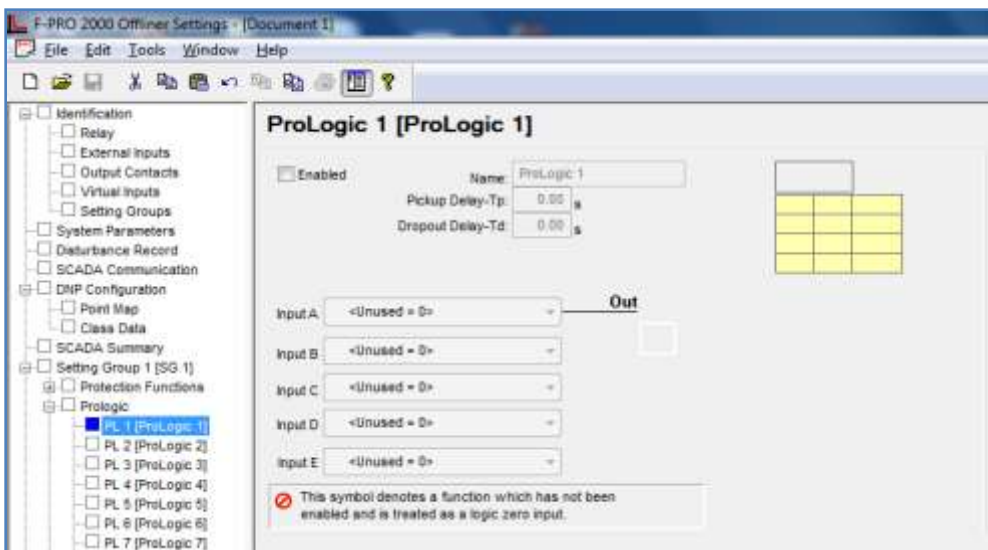 F-PRO 2000 Offliner Settings - [Document 1]
File Edit Tools Window Help
Identification
Relay
External Inputs
Output Contacts
Virtual Inputs
Setting Groups
System Parameters
Disturbance Record
SCADA Communication
DNP Configuration
Point Map
Class Data
SCADA Summary
Setting Group 1 [SG 1]
Protection Functions
Prologic
PL 1 [ProLogic 1]
PL 2 [ProLogic 2]
PL 3 [ProLogic 3]
PL 4 [ProLogic 4]
PL 5 [ProLogic 5]
PL 6 [ProLogic 6]
PL 7 [ProLogic 7]
ProLogic 1 [ProLogic 1]
Enabled
Name: ProLogic 1
Pickup Delay-Tp: 0.00 s
Dropout Delay-Td: 0.00 s
Input A <Unused = 0> Out
Input B <Unused = 0>
Input C <Unused = 0>
Input D <Unused = 0>
Input E <Unused = 0>
This symbol denotes a function which has not been
enabled and is treated as a logic zero input.